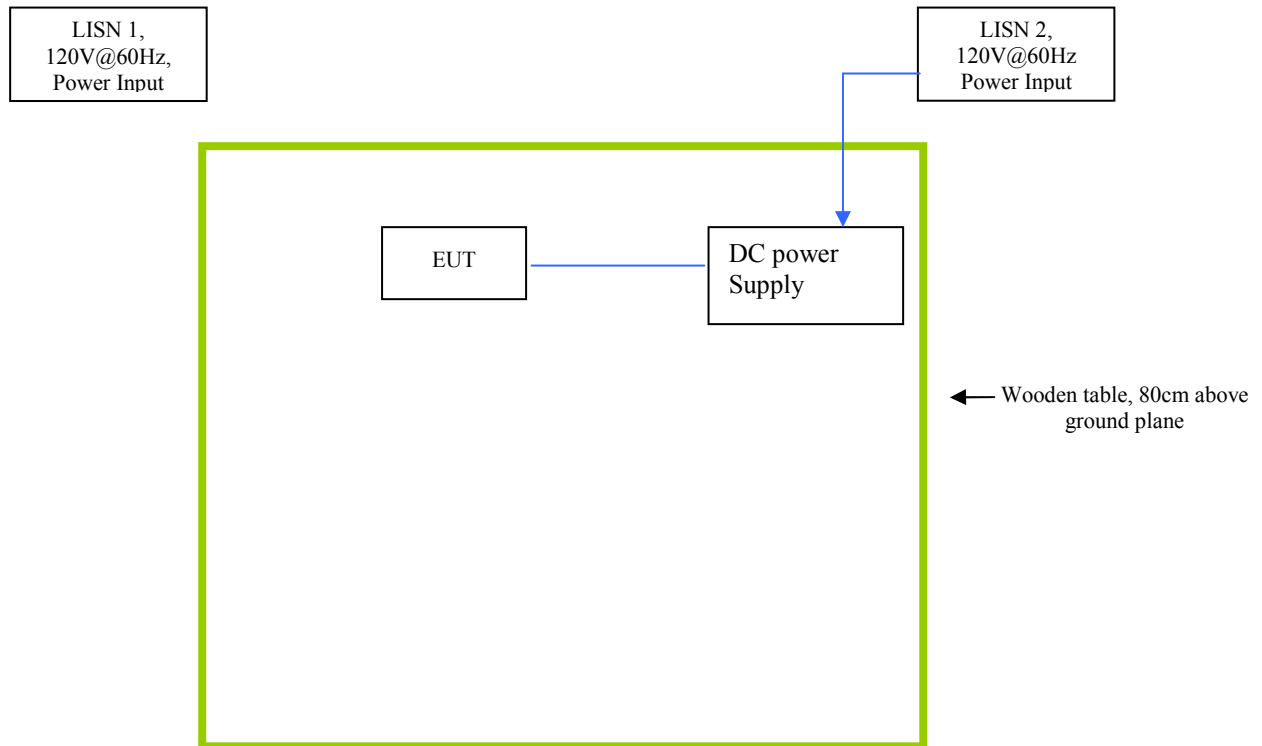 LISN 1,
120V@60Hz,
Power Input
LISN 2,
120V@60Hz
Power Input
EUT
DC power
Supply
Wooden table, 80cm above
ground plane